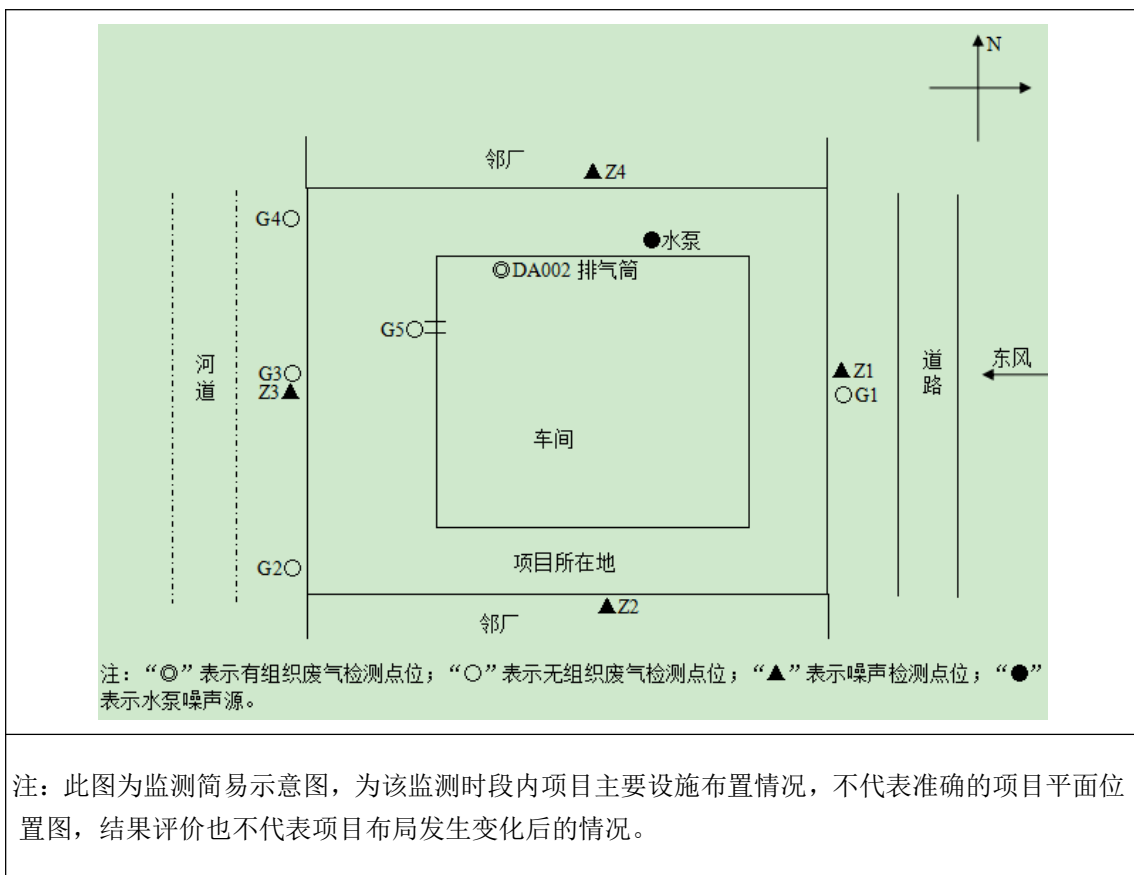 N
邻厂
▲Z4
G4○
●水泵
◎DA002 排气筒
G5○
河道
G3○
Z3▲
▲Z1
○G1
道路
东风
车间
G2○
项目所在地
▲Z2
邻厂
注：“◎”表示有组织废气检测点位；“○”表示无组织废气检测点位；“▲”表示噪声检测点位；“●”
表示水泵噪声源。
注：此图为监测简易示意图，为该监测时段内项目主要设施布置情况，不代表准确的项目平面位
置图，结果评价也不代表项目布局发生变化后的情况。